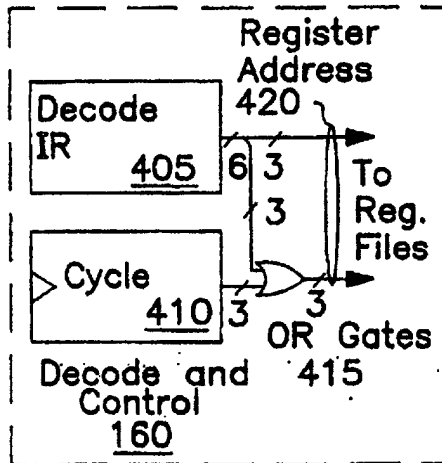 Register
Address
420
Decode
IR
405
6
3
To
Reg.
Files
3
Cycle
410
3
3
OR Gates
415
Decode and
Control
160